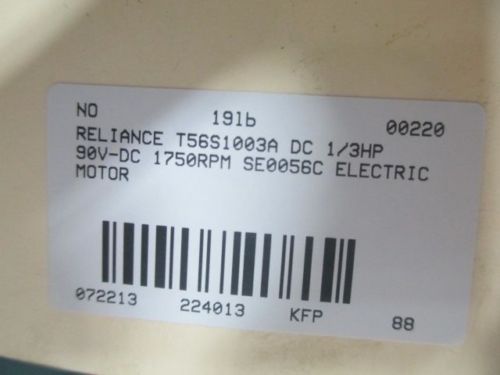 NO 191b 00220
RELIANCE T56S1003A DC 1/3HP
90V-DC 1750RPM SE0056C ELECTRIC
MOTOR
072213 224013 KFP 88